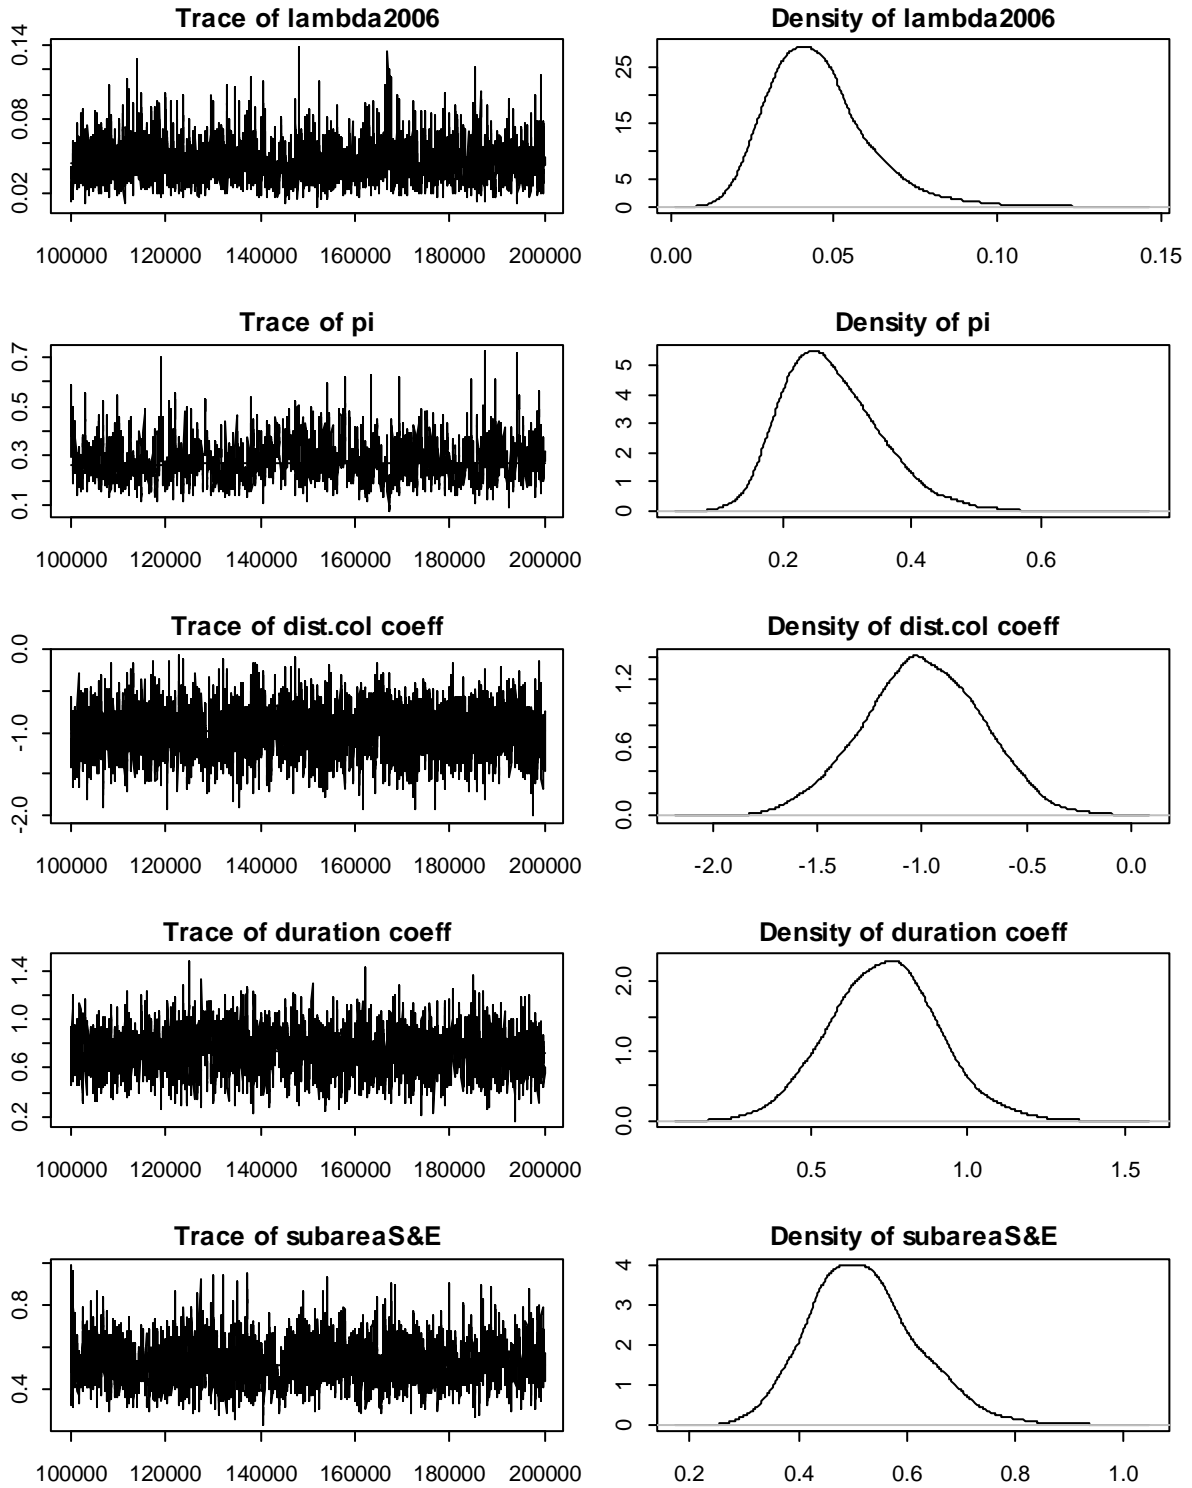 Trace of lambda2006
Density of lambda2006
0.02 0.08 0.14
0 5 15 25
100000 120000 140000 160000 180000 200000
0.00 0.05 0.10 0.15
Trace of pi
Density of pi
0.1 0.3 0.5 0.7
0 1 2 3 4 5
100000 120000 140000 160000 180000 200000
0.2 0.4 0.6
Trace of dist.col coeff
Density of dist.col coeff
-2.0 -1.0 0.0
0.0 0.6 1.2
100000 120000 140000 160000 180000 200000
-2.0 -1.5 -1.0 -0.5 0.0
Trace of duration coeff
Density of duration coeff
0.2 0.6 1.0 1.4
0.0 1.0 2.0
100000 120000 140000 160000 180000 200000
0.5 1.0 1.5
Trace of subareaS&E
Density of subareaS&E
0.4 0.8
0 1 2 3 4
100000 120000 140000 160000 180000 200000
0.2 0.4 0.6 0.8 1.0